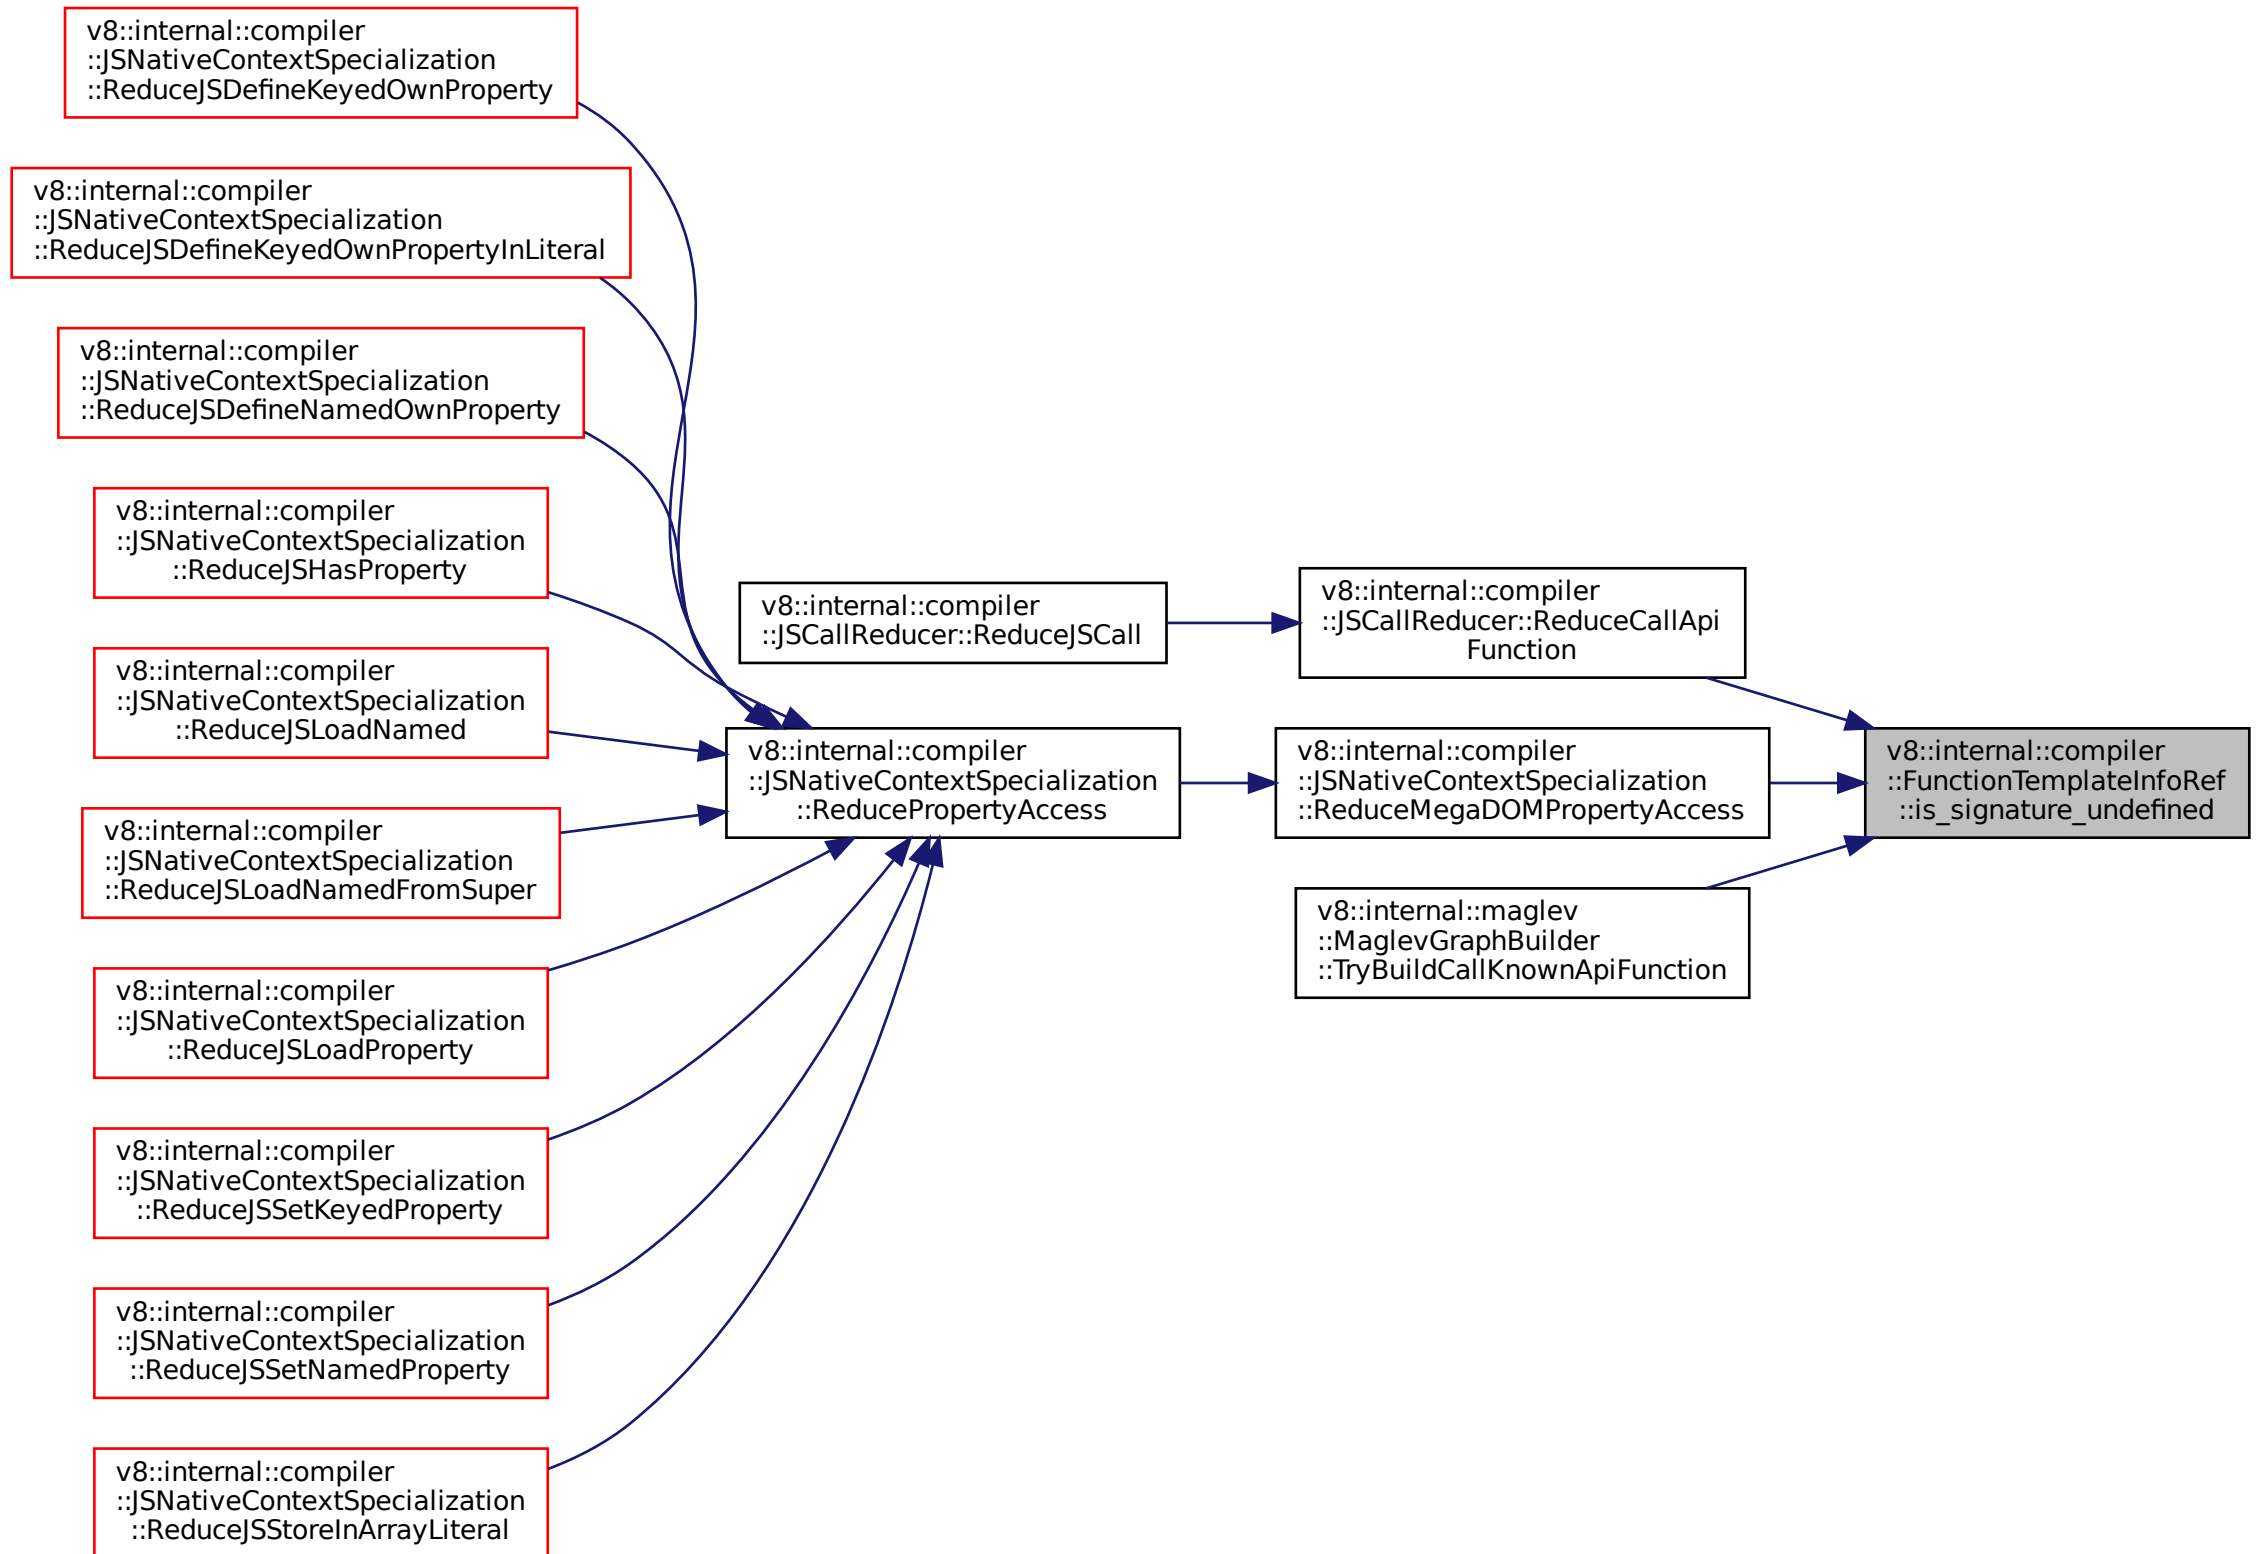 v8::internal::compiler
::JSNativeContextSpecialization
::ReduceJSDefineKeyedOwnProperty
v8::internal::compiler
::JSNativeContextSpecialization
::ReduceJSDefineKeyedOwnPropertyInLiteral
v8::internal::compiler
::JSNativeContextSpecialization
::ReduceJSDefineNamedOwnProperty
v8::internal::compiler
::JSNativeContextSpecialization
::ReduceJSHasProperty
v8::internal::compiler
::JSNativeContextSpecialization
::ReduceJSLoadNamed
v8::internal::compiler
::JSNativeContextSpecialization
::ReduceJSLoadNamedFromSuper
v8::internal::compiler
::JSNativeContextSpecialization
::ReduceJSLoadProperty
v8::internal::compiler
::JSNativeContextSpecialization
::ReduceJSSetKeyedProperty
v8::internal::compiler
::JSNativeContextSpecialization
::ReduceJSSetNamedProperty
v8::internal::compiler
::JSNativeContextSpecialization
::ReduceJSStoreInArrayLiteral
v8::internal::compiler
::JSCallReducer::ReduceJSCall
v8::internal::compiler
::JSNativeContextSpecialization
::ReducePropertyAccess
v8::internal::compiler
::JSCallReducer::ReduceCallApi
Function
v8::internal::compiler
::JSNativeContextSpecialization
::ReduceMegaDOMPropertyAccess
v8::internal::maglev
::MaglevGraphBuilder
::TryBuildCallKnownApiFunction
v8::internal::compiler
::FunctionTemplateInfoRef
::is_signature_undefined